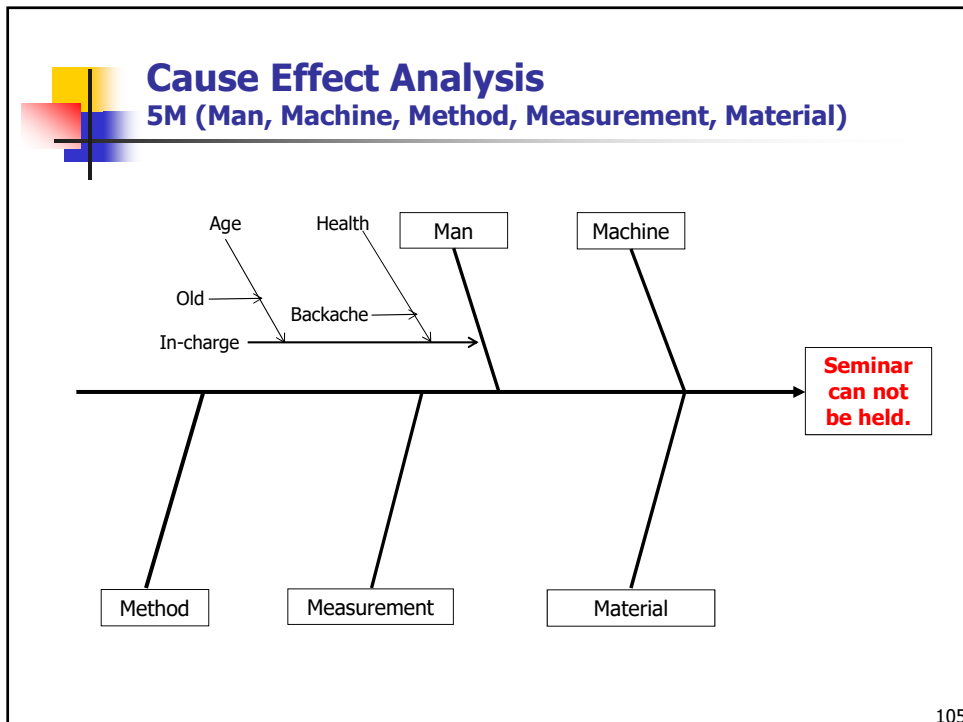 Cause Effect Analysis
5M (Man, Machine, Method, Measurement, Material)
Age
Health
Man
Machine
Old
Backache
In-charge
Seminar
can not
be held.
Method
Measurement
Material
105